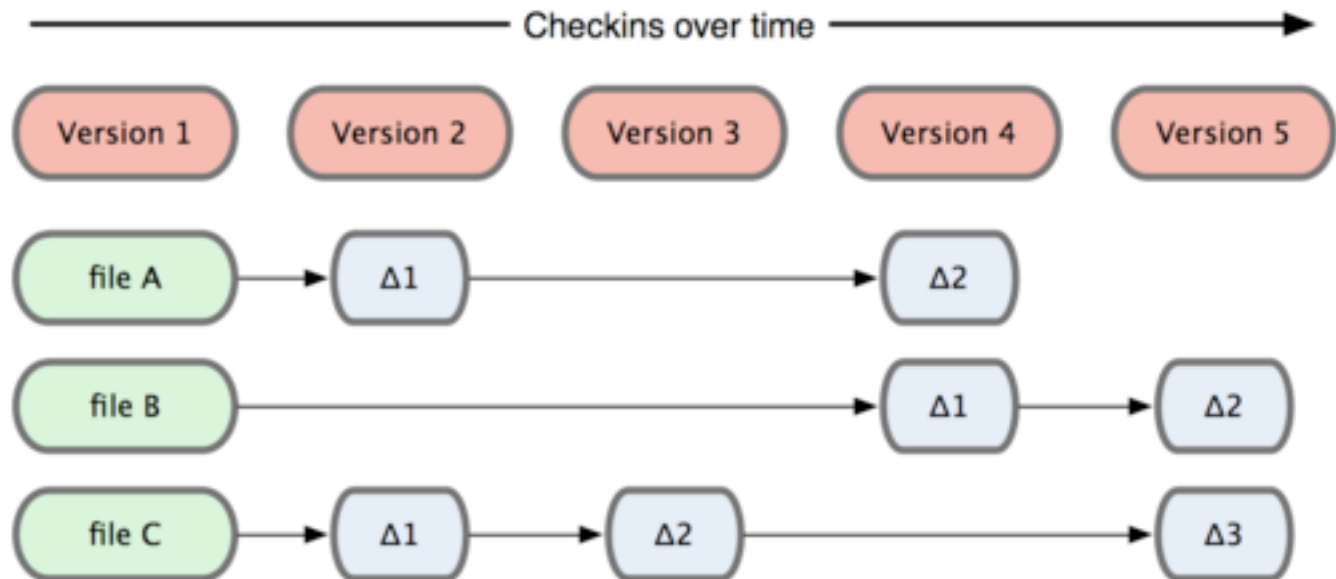 Checkins over time
Version 1 Version 2 Version 3 Version 4 Version 5
file A Δ1 Δ2
file B Δ1 Δ2
file C Δ1 Δ2 Δ3